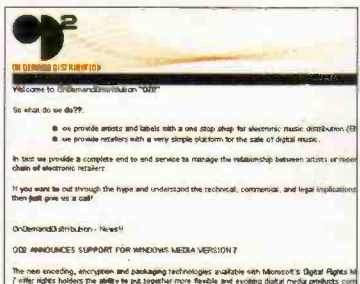 OD2
ON DEMAND DISTRIBUTION
Welcome to OnDemandDistribution "OD2"
So what do we do??.
we provide artists and labels with a one stop shop for electronic music distribution (E
we provide retailers with a very simple platform for the sale of digital music.
In fact we provide a complete end to end service to manage the relationship between artists or
chain of electronic retailers
If you want to cut through the hype and understand the technical, commercial, and legal implications
then just give us a call!
OnDemandDistribution - News!!
OD2 ANNOUNCES SUPPORT FOR WINDOWS MEDIA VERSION 7
The new encoding, encryption and packaging technologies available with Microsoft's Digital Rights M
7 offer rights holders the ability to put together more flexible and exciting digital media products com